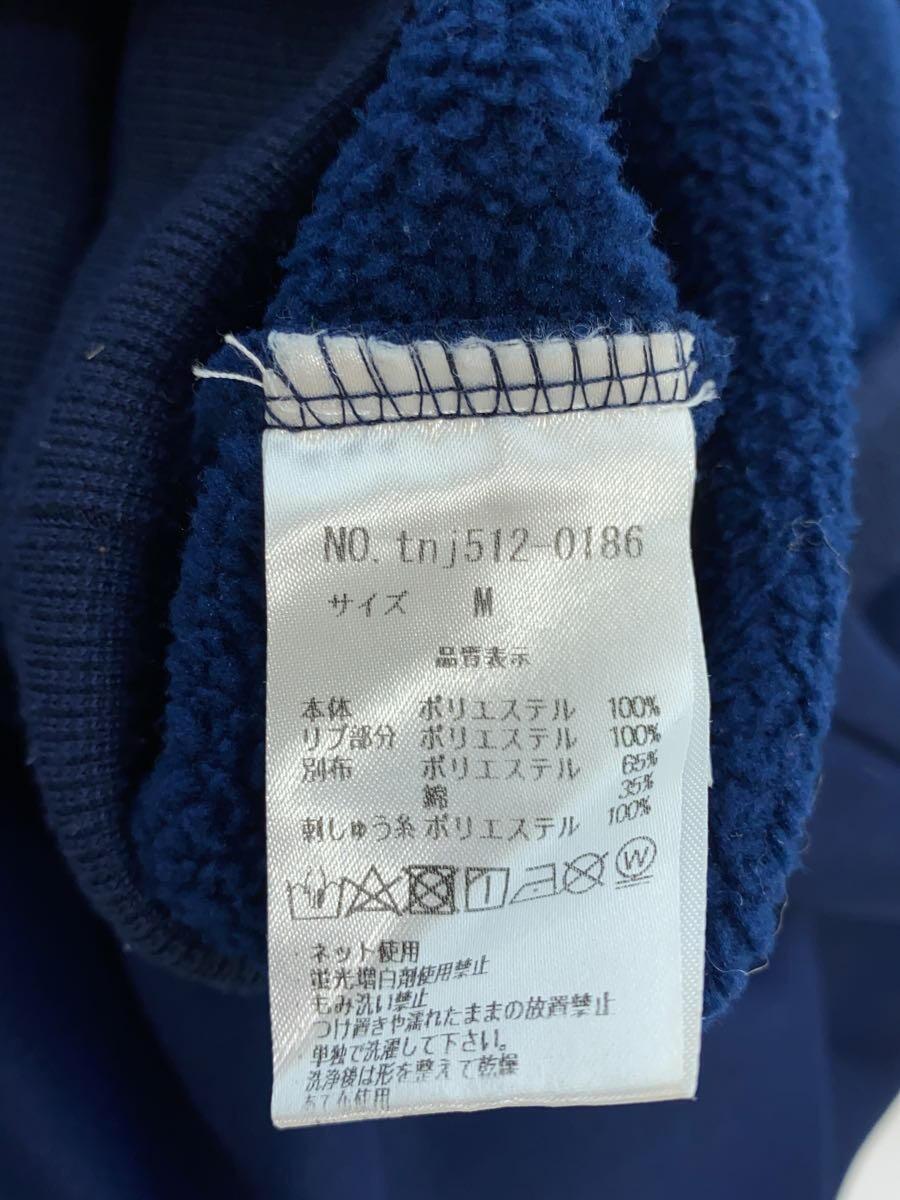 NO.tnj512-0186
サイズ M
品質表示
本体 ポリエステル 100%
リブ部分 ポリエステル 100%
別布 ポリエステル 65%
綿 35%
刺しゅう糸 ポリエステル 100%
W
ネット使用
蛍光増白剤使用禁止
もみ洗い禁止
つけ置きや濡れたままの放置禁止
単独で洗濯して下さい。
洗浄後は形を整えて乾燥
あて布使用